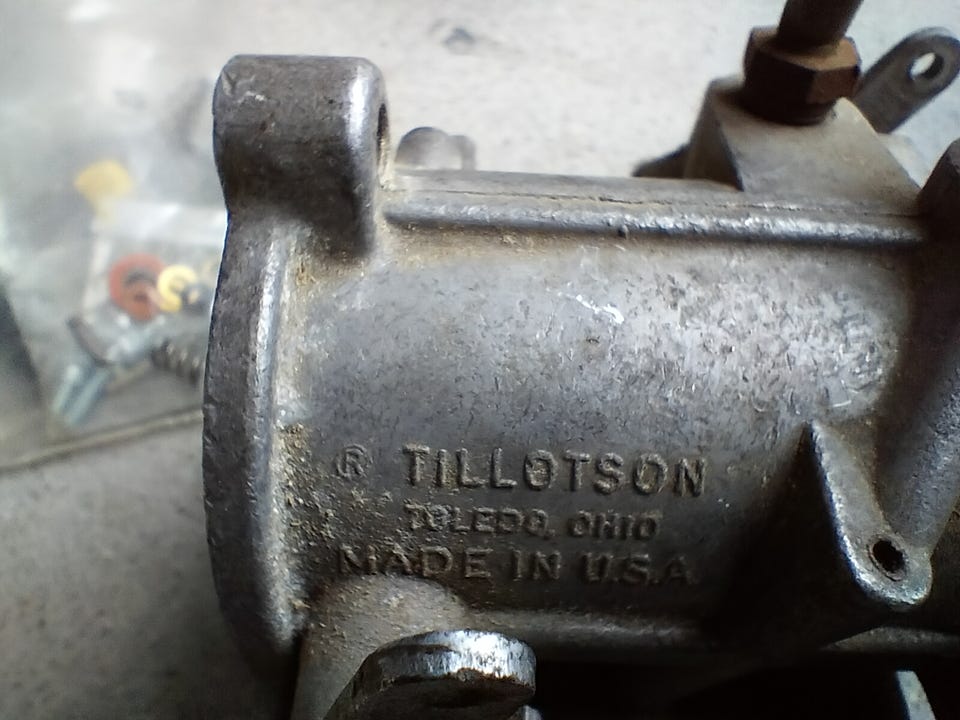 ® TILLOTSON
TOLEDO, OHIO
MADE IN U.S.A.